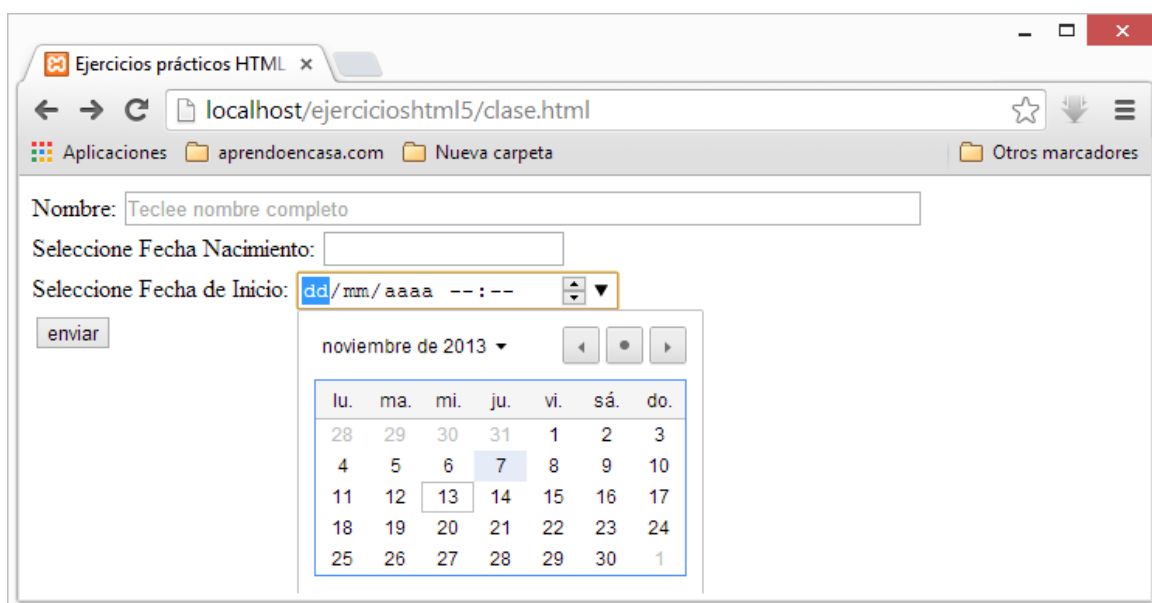 Ejercicios prácticos HTML
localhost/ejercicioshtml5/clase.html
Aplicaciones aprendoencasa.com Nueva carpeta Otros marcadores
Nombre: Teclee nombre completo
Seleccione Fecha Nacimiento:
Seleccione Fecha de Inicio: dd/mm/aaaa --:--
enviar
noviembre de 2013
lu. ma. mi. ju. vi. sá. do.
28 29 30 31 1 2 3
4 5 6 7 8 9 10
11 12 13 14 15 16 17
18 19 20 21 22 23 24
25 26 27 28 29 30 1